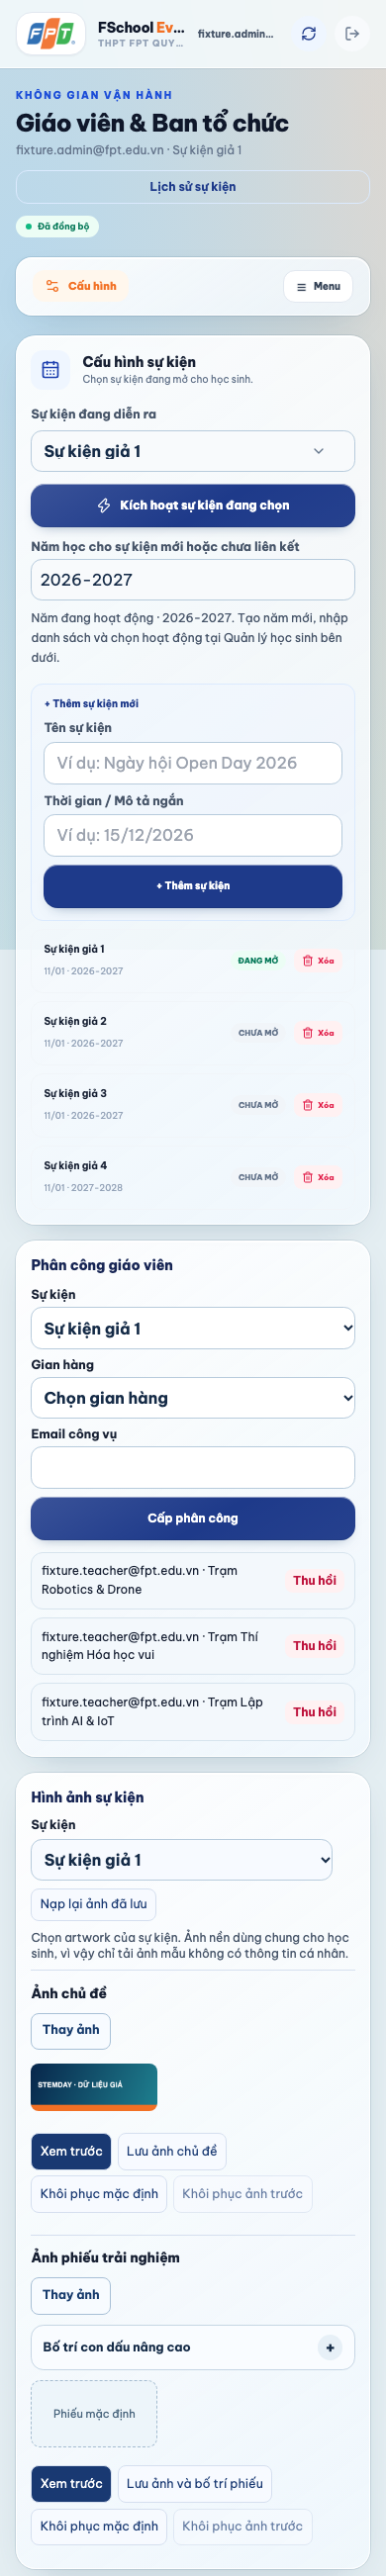 FPT
FSchool Ev...
THPT FPT QUY...
fixture.admin...
KHÔNG GIAN VẬN HÀNH
Giáo viên & Ban tổ chức
fixture.admin@fpt.edu.vn · Sự kiện giả 1
Lịch sử sự kiện
Đã đồng bộ
Cấu hình
Menu
Cấu hình sự kiện
Chọn sự kiện đang mở cho học sinh.
Sự kiện đang diễn ra
Sự kiện giả 1
Kích hoạt sự kiện đang chọn
Năm học cho sự kiện mới hoặc chưa liên kết
2026-2027
Năm đang hoạt động · 2026-2027. Tạo năm mới, nhập
danh sách và chọn hoạt động tại Quản lý học sinh bên
dưới.
+ Thêm sự kiện mới
Tên sự kiện
Ví dụ: Ngày hội Open Day 2026
Thời gian / Mô tả ngắn
Ví dụ: 15/12/2026
+ Thêm sự kiện
Sự kiện giả 1
11/01 · 2026-2027
ĐANG MỞ
Xóa
Sự kiện giả 2
11/01 · 2026-2027
CHƯA MỞ
Xóa
Sự kiện giả 3
11/01 · 2026-2027
CHƯA MỞ
Xóa
Sự kiện giả 4
11/01 · 2027-2028
CHƯA MỞ
Xóa
Phân công giáo viên
Sự kiện
Sự kiện giả 1
Gian hàng
Chọn gian hàng
Email công vụ
Cấp phân công
fixture.teacher@fpt.edu.vn · Trạm
Robotics & Drone
Thu hồi
fixture.teacher@fpt.edu.vn · Trạm Thí
nghiệm Hóa học vui
Thu hồi
fixture.teacher@fpt.edu.vn · Trạm Lập
trình AI & IoT
Thu hồi
Hình ảnh sự kiện
Sự kiện
Sự kiện giả 1
Nạp lại ảnh đã lưu
Chọn artwork của sự kiện. Ảnh nền dùng chung cho học
sinh, vì vậy chỉ tải ảnh mẫu không có thông tin cá nhân.
Ảnh chủ đề
Thay ảnh
STEMDAY · DỮ LIỆU GIẢ
Xem trước
Lưu ảnh chủ đề
Khôi phục mặc định
Khôi phục ảnh trước
Ảnh phiếu trải nghiệm
Thay ảnh
Bố trí con dấu nâng cao
+
Phiếu mặc định
Xem trước
Lưu ảnh và bố trí phiếu
Khôi phục mặc định
Khôi phục ảnh trước